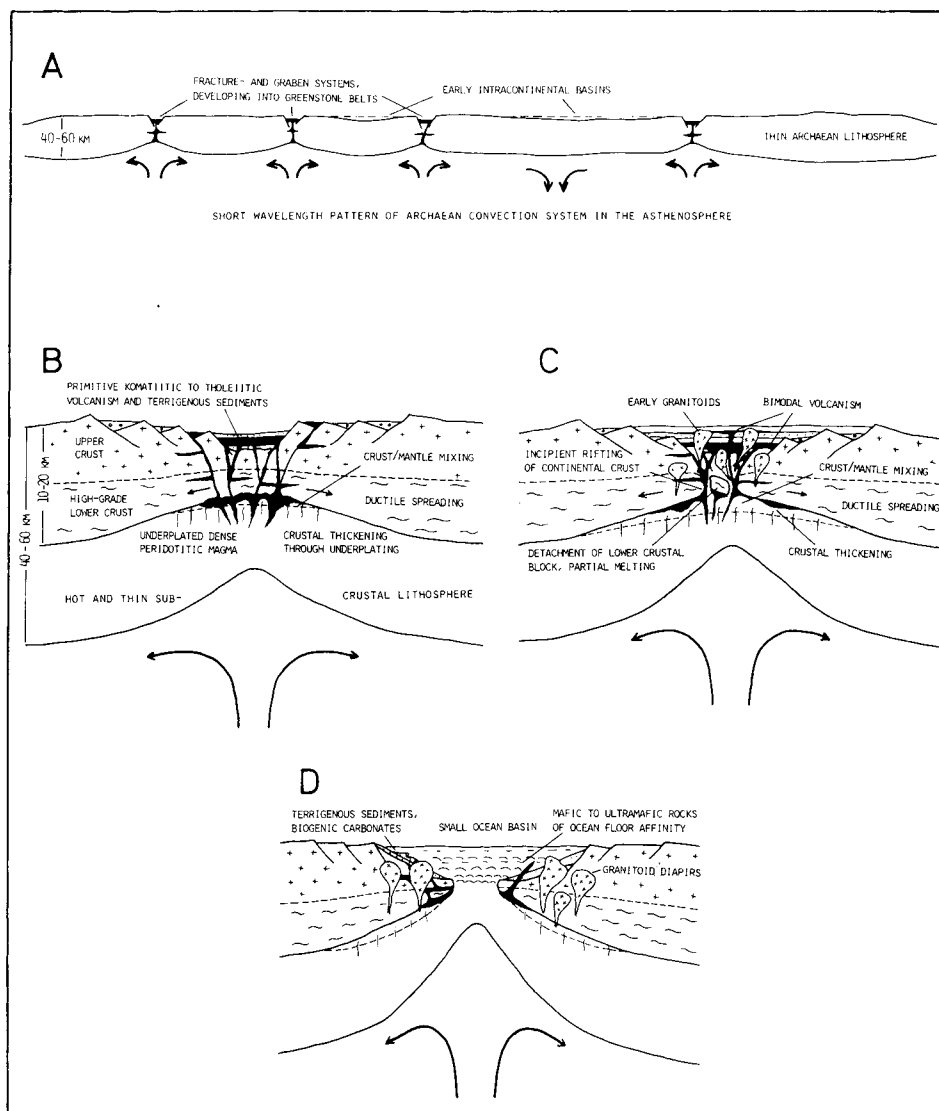 A
FRACTURE- AND GRABEN SYSTEMS,
DEVELOPING INTO GREENSTONE BELTS
EARLY INTRACONTINENTAL BASINS
40-60 KM
THIN ARCHAEAN LITHOSPHERE
SHORT WAVELENGTH PATTERN OF ARCHAEAN CONVECTION SYSTEM IN THE ASTHENOSPHERE
B
PRIMITIVE KOMATIITIC TO THOLEIITIC
VOLCANISM AND TERRIGENOUS SEDIMENTS
UPPER
CRUST
CRUST/MANTLE MIXING
10-20 KM
HIGH-GRADE
LOWER CRUST
DUCTILE SPREADING
UNDERPLATED DENSE
PERIDOTITIC MAGMA
CRUSTAL THICKENING
THROUGH UNDERPLATING
40-60 KM
HOT AND THIN SUB-
CRUSTAL LITHOSPHERE
C
EARLY GRANITOIDS
BIMODAL VOLCANISM
INCIPIENT RIFTING
OF CONTINENTAL CRUST
CRUST/MANTLE MIXING
DUCTILE SPREADING
DETACHMENT OF LOWER CRUSTAL
BLOCK, PARTIAL MELTING
CRUSTAL THICKENING
D
TERRIGENOUS SEDIMENTS,
BIOGENIC CARBONATES
SMALL OCEAN BASIN
MAFIC TO ULTRAMAFIC ROCKS
OF OCEAN FLOOR AFFINITY
GRANITOID DIAPIRS